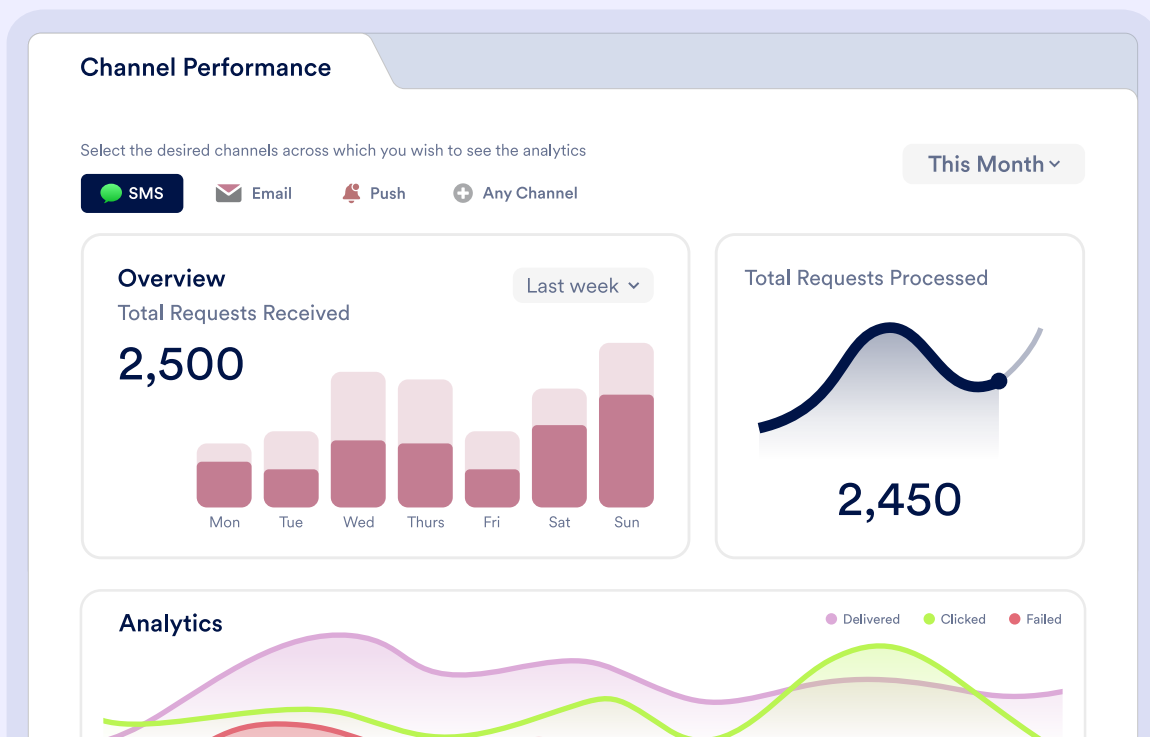 Channel Performance
Select the desired channels across which you wish to see the analytics
This Month
SMS Email Push Any Channel
Overview
Total Requests Received
Last week
2,500
Mon Tue Wed Thurs Fri Sat Sun
Total Requests Processed
2,450
Analytics
Delivered Clicked Failed